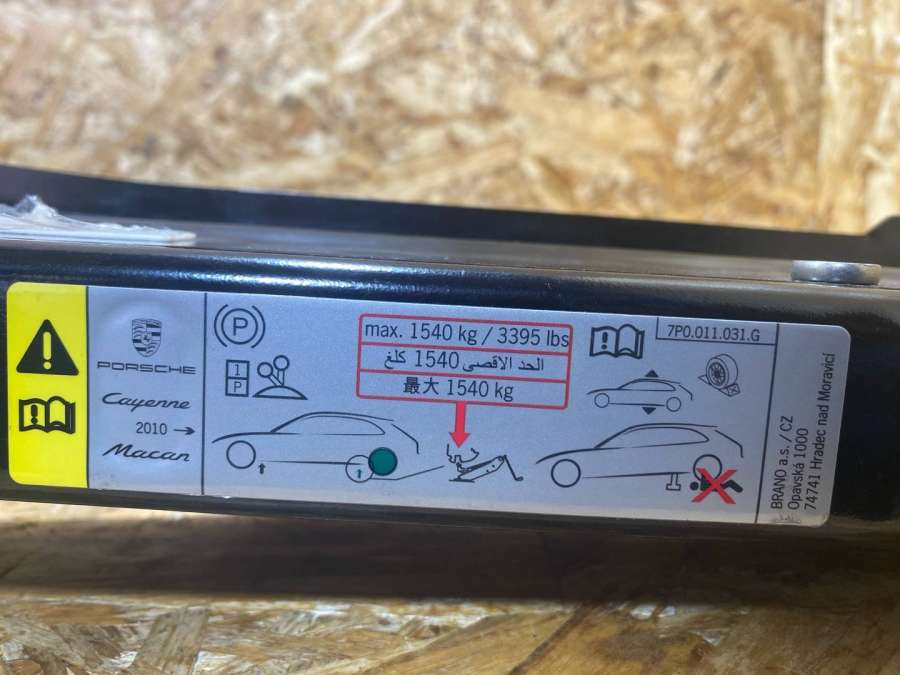 PORSCHE
Cayenne
2010 →
Macan
P
1
P
max. 1540 kg / 3395 lbs
الحد الاقصى 1540 كلغ
最大 1540 kg
7P0.011.031.G
BRANO a.s. / CZ
Opavská 1000
74741 Hradec nad Moravicí